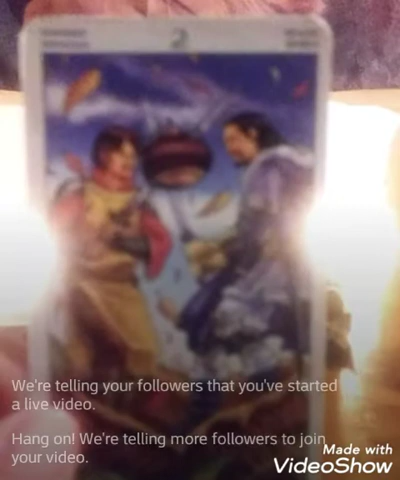 2
We're telling your followers that you've started
a live video.
Hang on! We're telling more followers to join
your video.
Made with
VideoShow